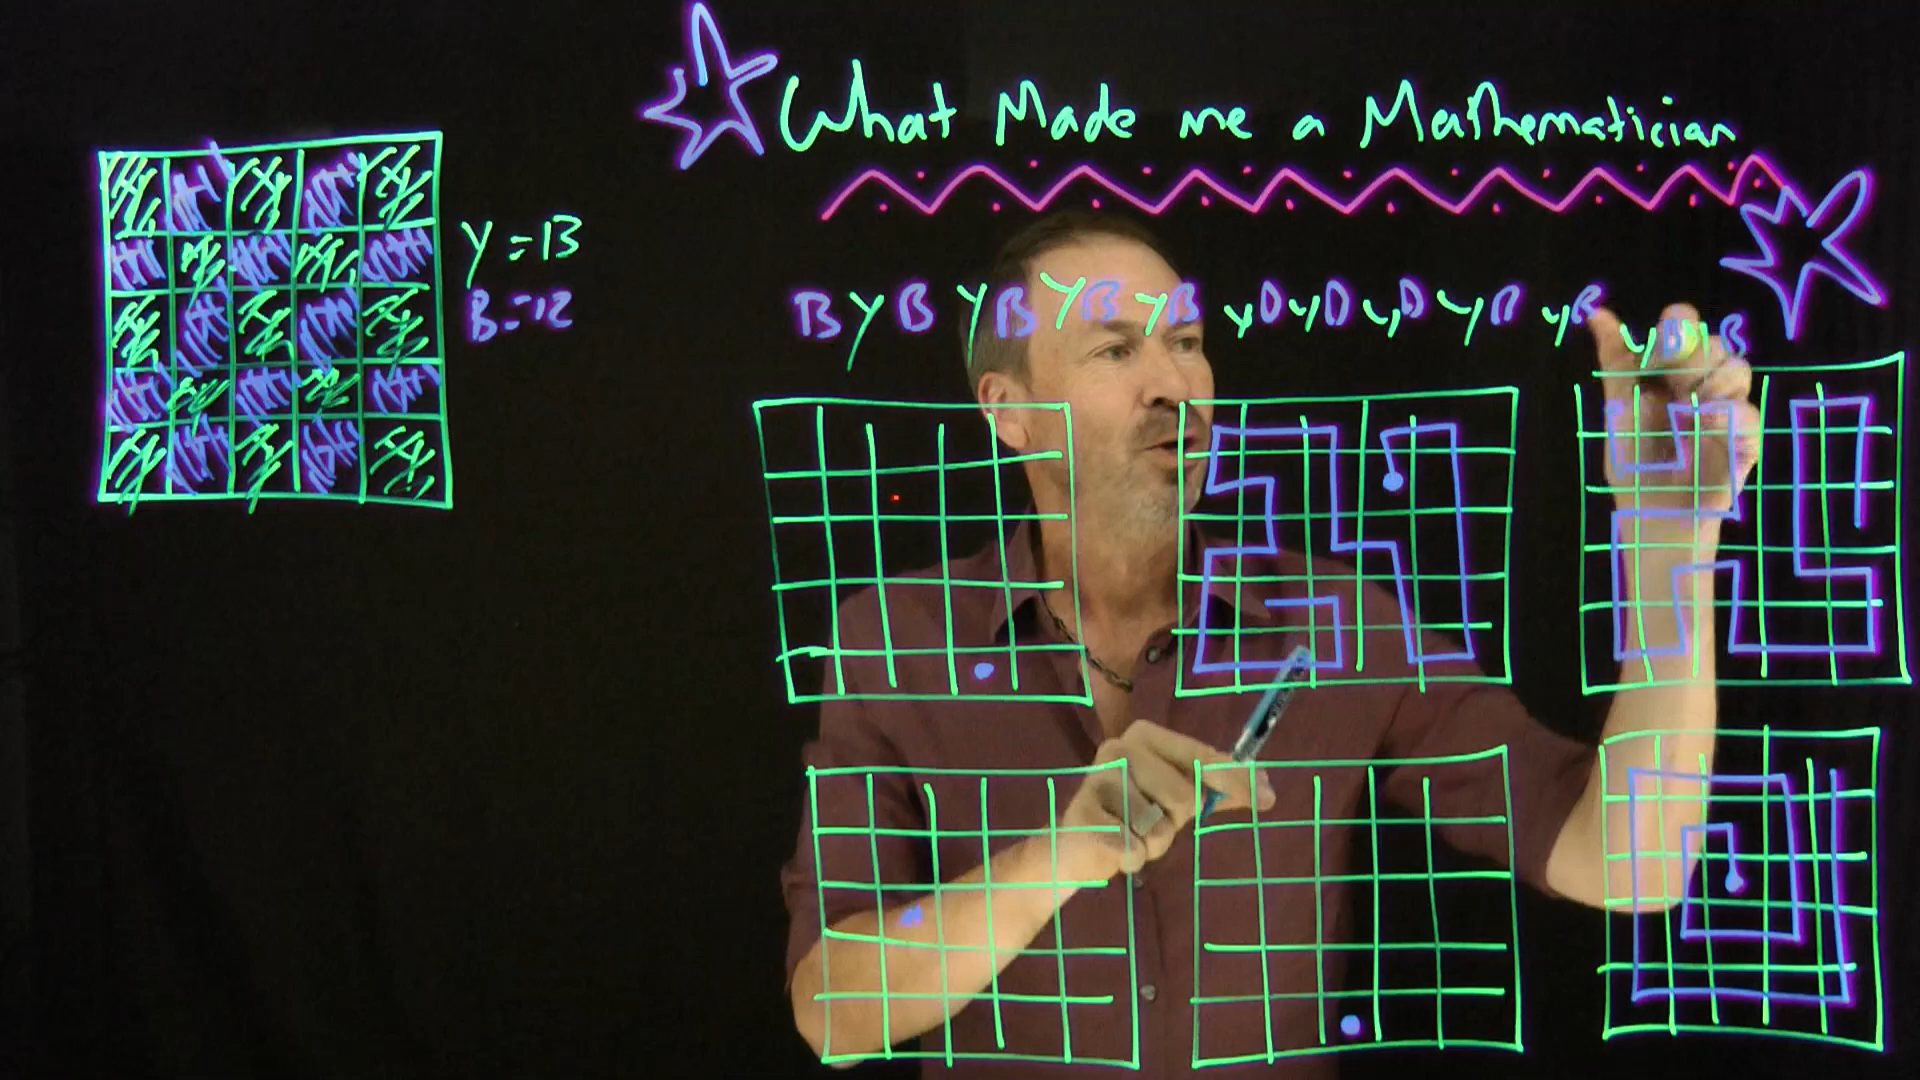 What Made me a Mathematician
y = 13
B = 12
B y B y B y B y B y B y B y B y B y B y B y B